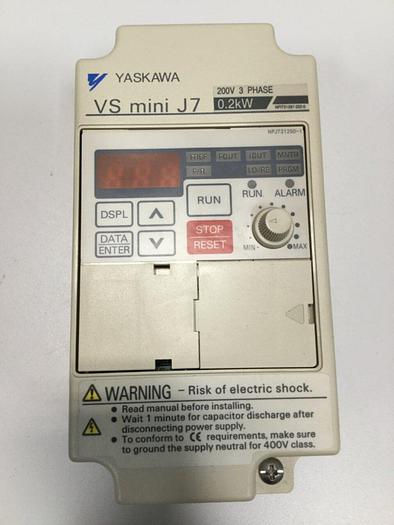 YASKAWA
VS mini J7
200V 3 PHASE
0.2kW
FREF FOUT IOUT MNTR
F/R LO/RE PRGM
RUN ALARM
DSPL
RUN
DATA
ENTER
STOP
RESET
MIN
MAX
WARNING - Risk of electric shock.
Read manual before installing.
Wait 1 minute for capacitor discharge after
disconnecting power supply.
To conform to CE requirements, make sure
to ground the supply neutral for 400V class.